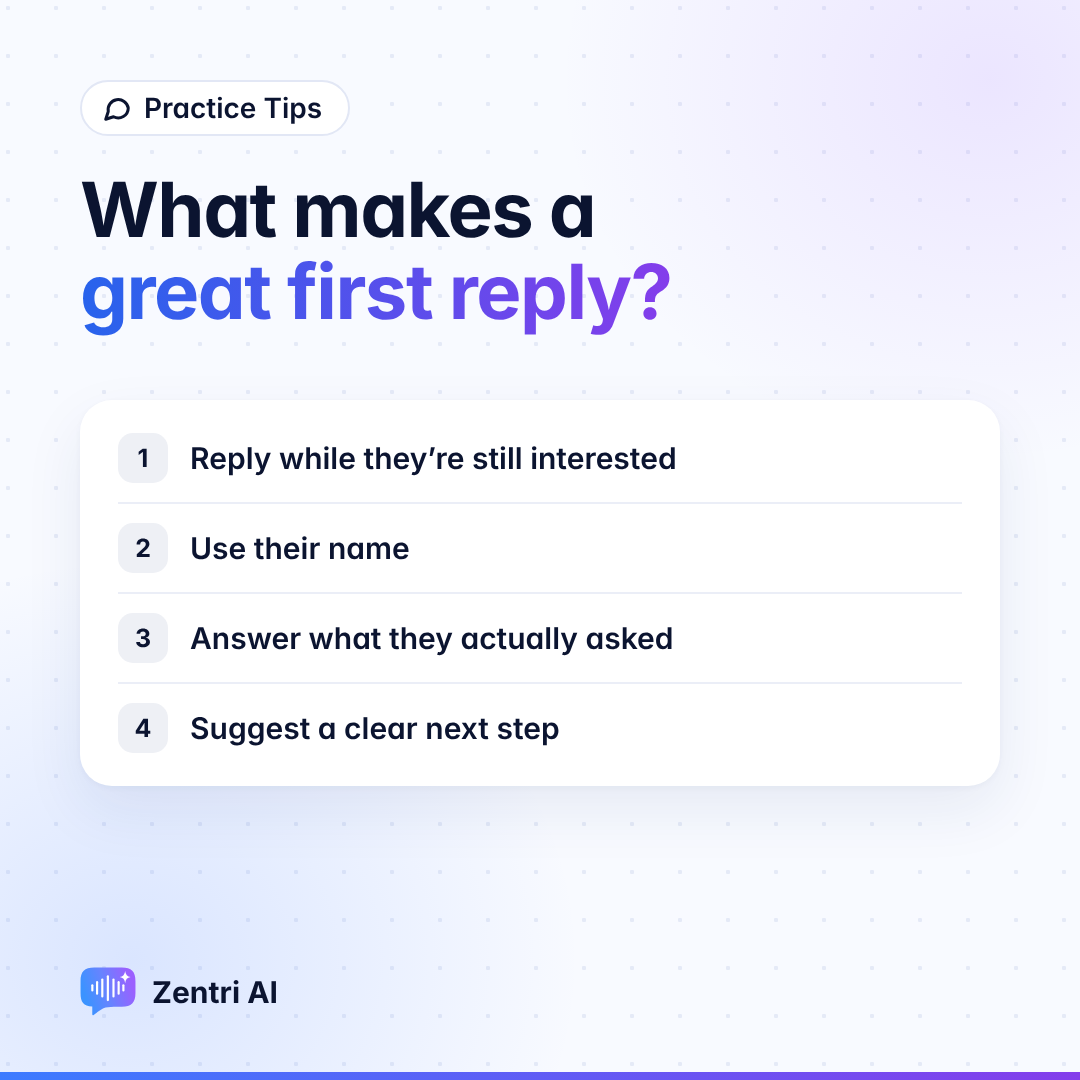 Practice Tips
What makes a
great first reply?
1 Reply while they’re still interested
2 Use their name
3 Answer what they actually asked
4 Suggest a clear next step
Zentri AI